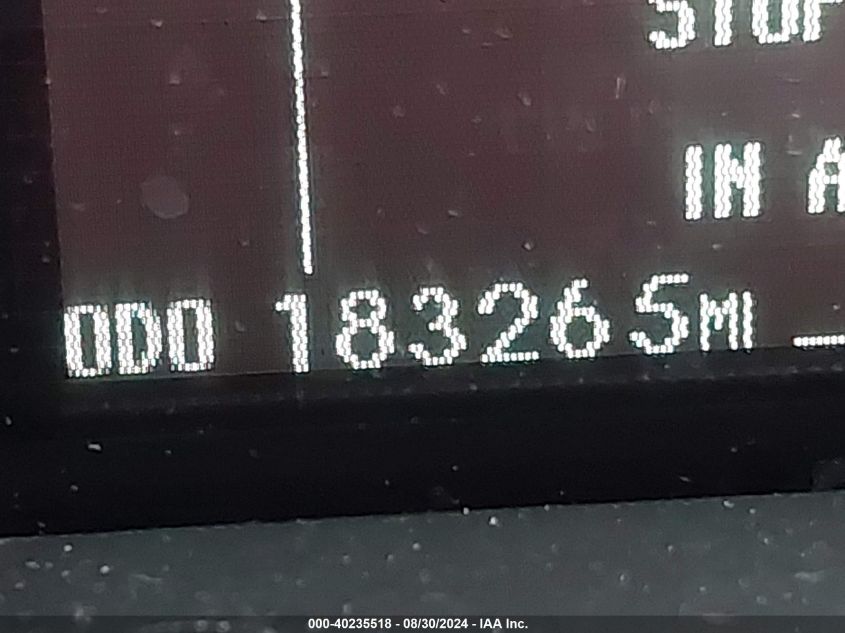 STOP
IN A
ODO 183265MI
000-40235518 - 08/30/2024 - IAA Inc.